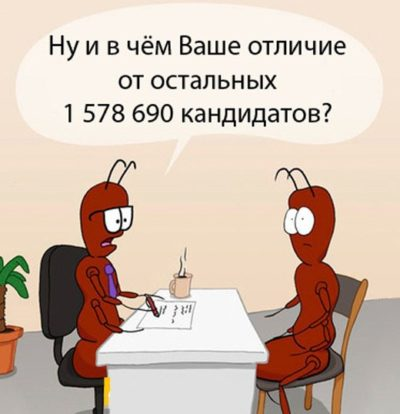 Ну и в чём Ваше отличие
от остальных
1 578 690 кандидатов?